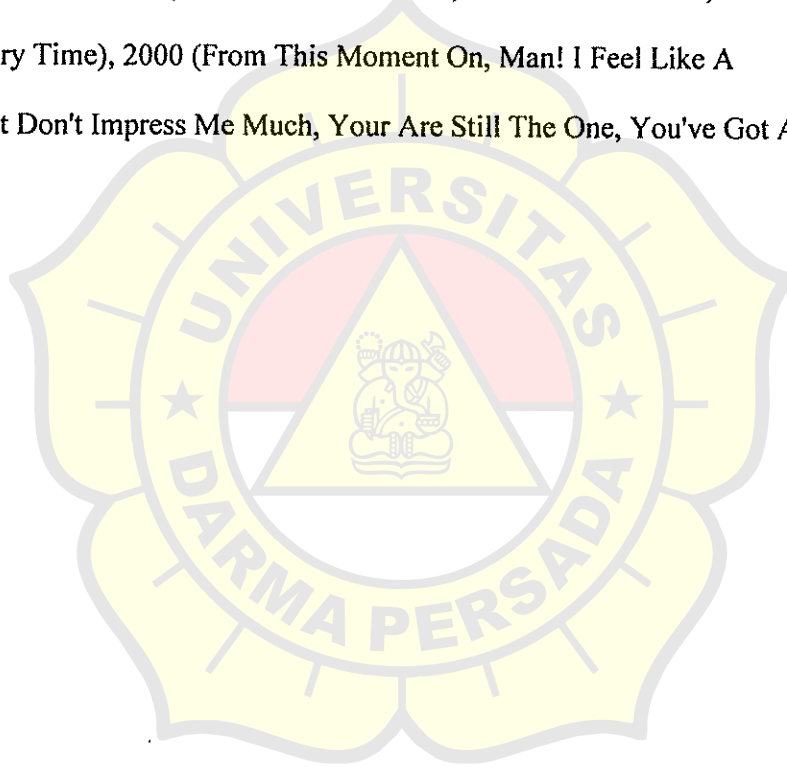 ry Time), 2000 (From This Moment On, Man! I Feel Like A
t Don't Impress Me Much, Your Are Still The One, You've Got A
UNIVERSITAS
DARMA PERSADA